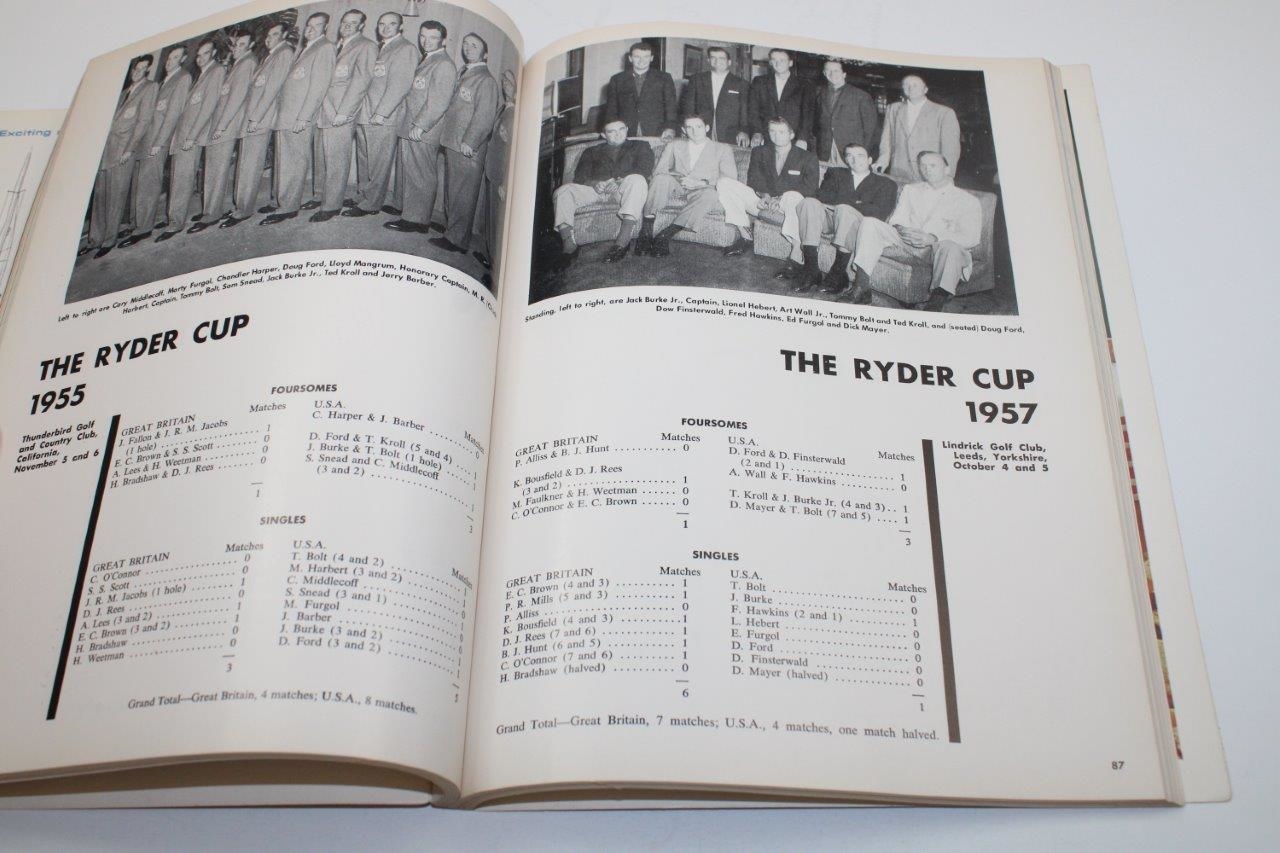 Exciting
Left to right are Cary Middlecoff, Marty Furgol, Chandler Harper, Doug Ford, Lloyd Mangrum, Honorary Captain, M. R. (Chick)
Harbert, Captain, Tommy Bolt, Sam Snead, Jack Burke Jr., Ted Kroll and Jerry Barber.
THE RYDER CUP
1955
Thunderbird Golf
and Country Club,
California,
November 5 and 6
FOURSOMES
GREAT BRITAIN Matches
J. Fallon & J. R. M. Jacobs
(1 hole) 1
E. C. Brown & S. S. Scott 0
A. Lees & H. Weetman 0
H. Bradshaw & D. J. Rees 0
1
U.S.A. Matches
C. Harper & J. Barber 0
D. Ford & T. Kroll (5 and 4) 1
J. Burke & T. Bolt (1 hole) 1
S. Snead and C. Middlecoff
(3 and 2) 1
3
SINGLES
GREAT BRITAIN Matches
C. O'Connor 0
S. S. Scott 0
J. R. M. Jacobs (1 hole) 1
D. J. Rees 0
A. Lees (3 and 2) 1
E. C. Brown (3 and 2) 1
H. Bradshaw 0
H. Weetman 0
3
U.S.A. Matches
T. Bolt (4 and 2) 1
M. Harbert (3 and 2) 1
C. Middlecoff 0
S. Snead (3 and 1) 1
M. Furgol 0
J. Barber 0
J. Burke (3 and 2) 1
D. Ford (3 and 2) 1
5
Grand Total—Great Britain, 4 matches; U.S.A., 8 matches.
Standing, left to right, are Jack Burke Jr., Captain, Lionel Hebert, Art Wall Jr., Tommy Bolt and Ted Kroll, and (seated) Doug Ford,
Dow Finsterwald, Fred Hawkins, Ed Furgol and Dick Mayer.
THE RYDER CUP
1957
Lindrick Golf Club,
Leeds, Yorkshire,
October 4 and 5
FOURSOMES
GREAT BRITAIN Matches
P. Alliss & B. J. Hunt 0
K. Bousfield & D. J. Rees
(3 and 2) 1
M. Faulkner & H. Weetman 0
C. O'Connor & E. C. Brown 0
1
U.S.A. Matches
D. Ford & D. Finsterwald
(2 and 1) 1
A. Wall & F. Hawkins 0
T. Kroll & J. Burke Jr. (4 and 3) 1
D. Mayer & T. Bolt (7 and 5) 1
3
SINGLES
GREAT BRITAIN Matches
E. C. Brown (4 and 3) 1
P. R. Mills (5 and 3) 1
P. Alliss 0
K. Bousfield (4 and 3) 1
D. J. Rees (7 and 6) 1
B. J. Hunt (6 and 5) 1
C. O'Connor (7 and 6) 1
H. Bradshaw (halved) 0
6
U.S.A. Matches
T. Bolt 0
J. Burke 0
F. Hawkins (2 and 1) 1
L. Hebert 0
E. Furgol 0
D. Ford 0
D. Finsterwald 0
D. Mayer (halved) 0
1
Grand Total—Great Britain, 7 matches; U.S.A., 4 matches, one match halved.
87